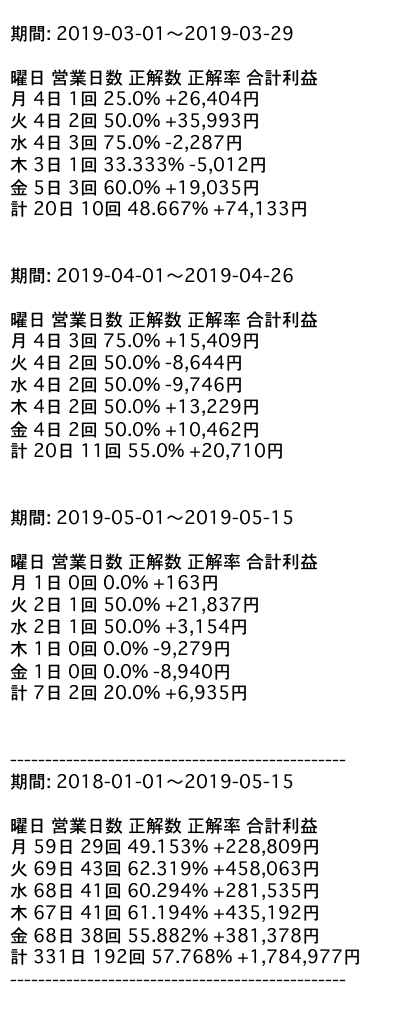 期間: 2019-03-01〜2019-03-29
曜日 営業日数 正解数 正解率 合計利益
月 4日 1回 25.0% +26,404円
火 4日 2回 50.0% +35,993円
水 4日 3回 75.0% -2,287円
木 3日 1回 33.333% -5,012円
金 5日 3回 60.0% +19,035円
計 20日 10回 48.667% +74,133円
期間: 2019-04-01〜2019-04-26
曜日 営業日数 正解数 正解率 合計利益
月 4日 3回 75.0% +15,409円
火 4日 2回 50.0% -8,644円
水 4日 2回 50.0% -9,746円
木 4日 2回 50.0% +13,229円
金 4日 2回 50.0% +10,462円
計 20日 11回 55.0% +20,710円
期間: 2019-05-01〜2019-05-15
曜日 営業日数 正解数 正解率 合計利益
月 1日 0回 0.0% +163円
火 2日 1回 50.0% +21,837円
水 2日 1回 50.0% +3,154円
木 1日 0回 0.0% -9,279円
金 1日 0回 0.0% -8,940円
計 7日 2回 20.0% +6,935円
------------------------------------------------
期間: 2018-01-01〜2019-05-15
曜日 営業日数 正解数 正解率 合計利益
月 59日 29回 49.153% +228,809円
火 69日 43回 62.319% +458,063円
水 68日 41回 60.294% +281,535円
木 67日 41回 61.194% +435,192円
金 68日 38回 55.882% +381,378円
計 331日 192回 57.768% +1,784,977円
------------------------------------------------